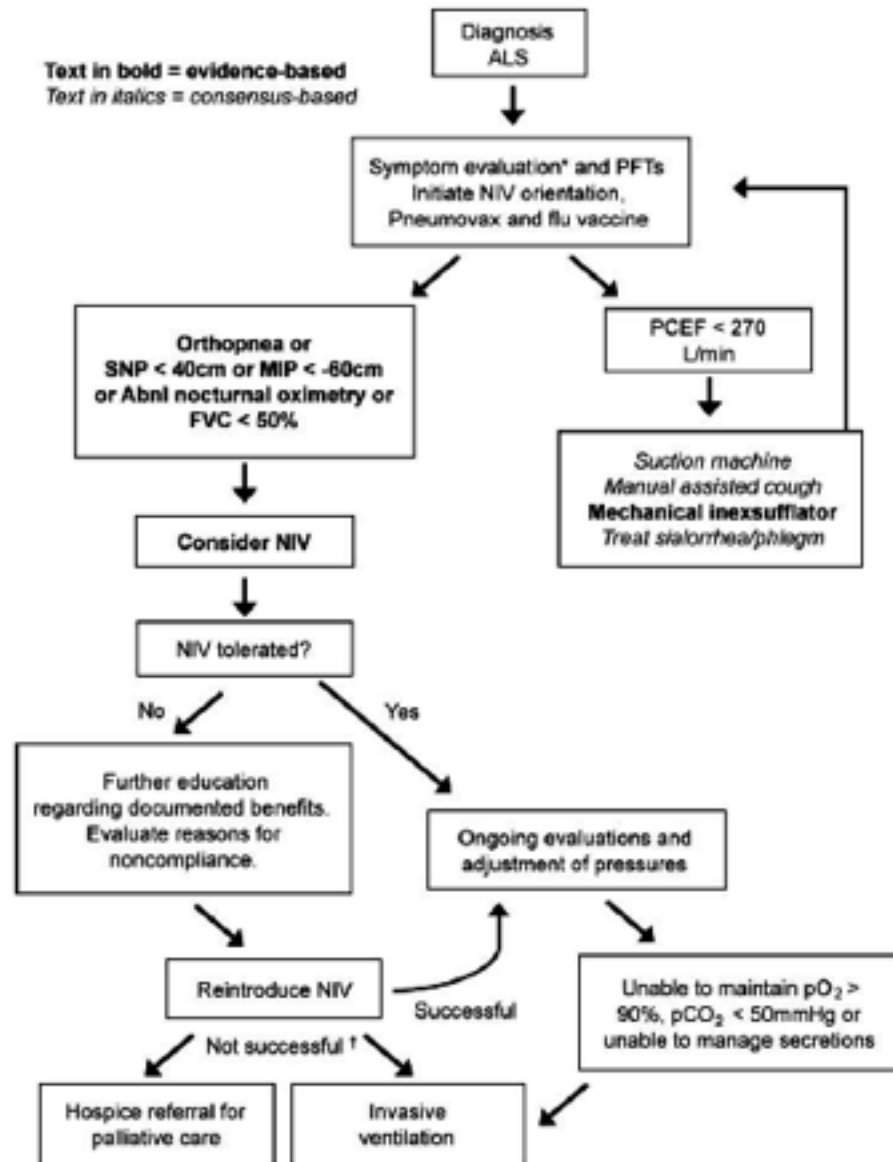 Diagnosis
ALS
Text in bold = evidence-based
Text in italics = consensus-based
Symptom evaluation* and PFTs
Initiate NIV orientation,
Pneumovax and flu vaccine
Orthopnea or
SNP < 40cm or MIP < -60cm
or Abnl nocturnal oximetry or
FVC < 50%
PCEF < 270
L/min
Suction machine
Manual assisted cough
Mechanical inexsufflator
Treat sialorrhea/phlegm
Consider NIV
NIV tolerated?
No
Yes
Further education
regarding documented benefits.
Evaluate reasons for
noncompliance.
Ongoing evaluations and
adjustment of pressures
Reintroduce NIV
Successful
Unable to maintain pO₂ >
90%, pCO₂ < 50mmHg or
unable to manage secretions
Not successful †
Hospice referral for
palliative care
Invasive
ventilation